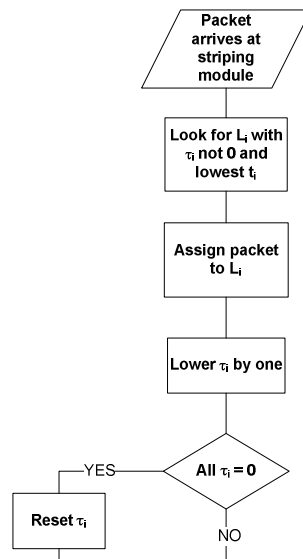 Packet
arrives at
striping
module
Look for Lᵢ with
τᵢ not 0 and
lowest tᵢ
Assign packet
to Lᵢ
Lower τᵢ by one
All τᵢ = 0
YES
Reset τᵢ
NO